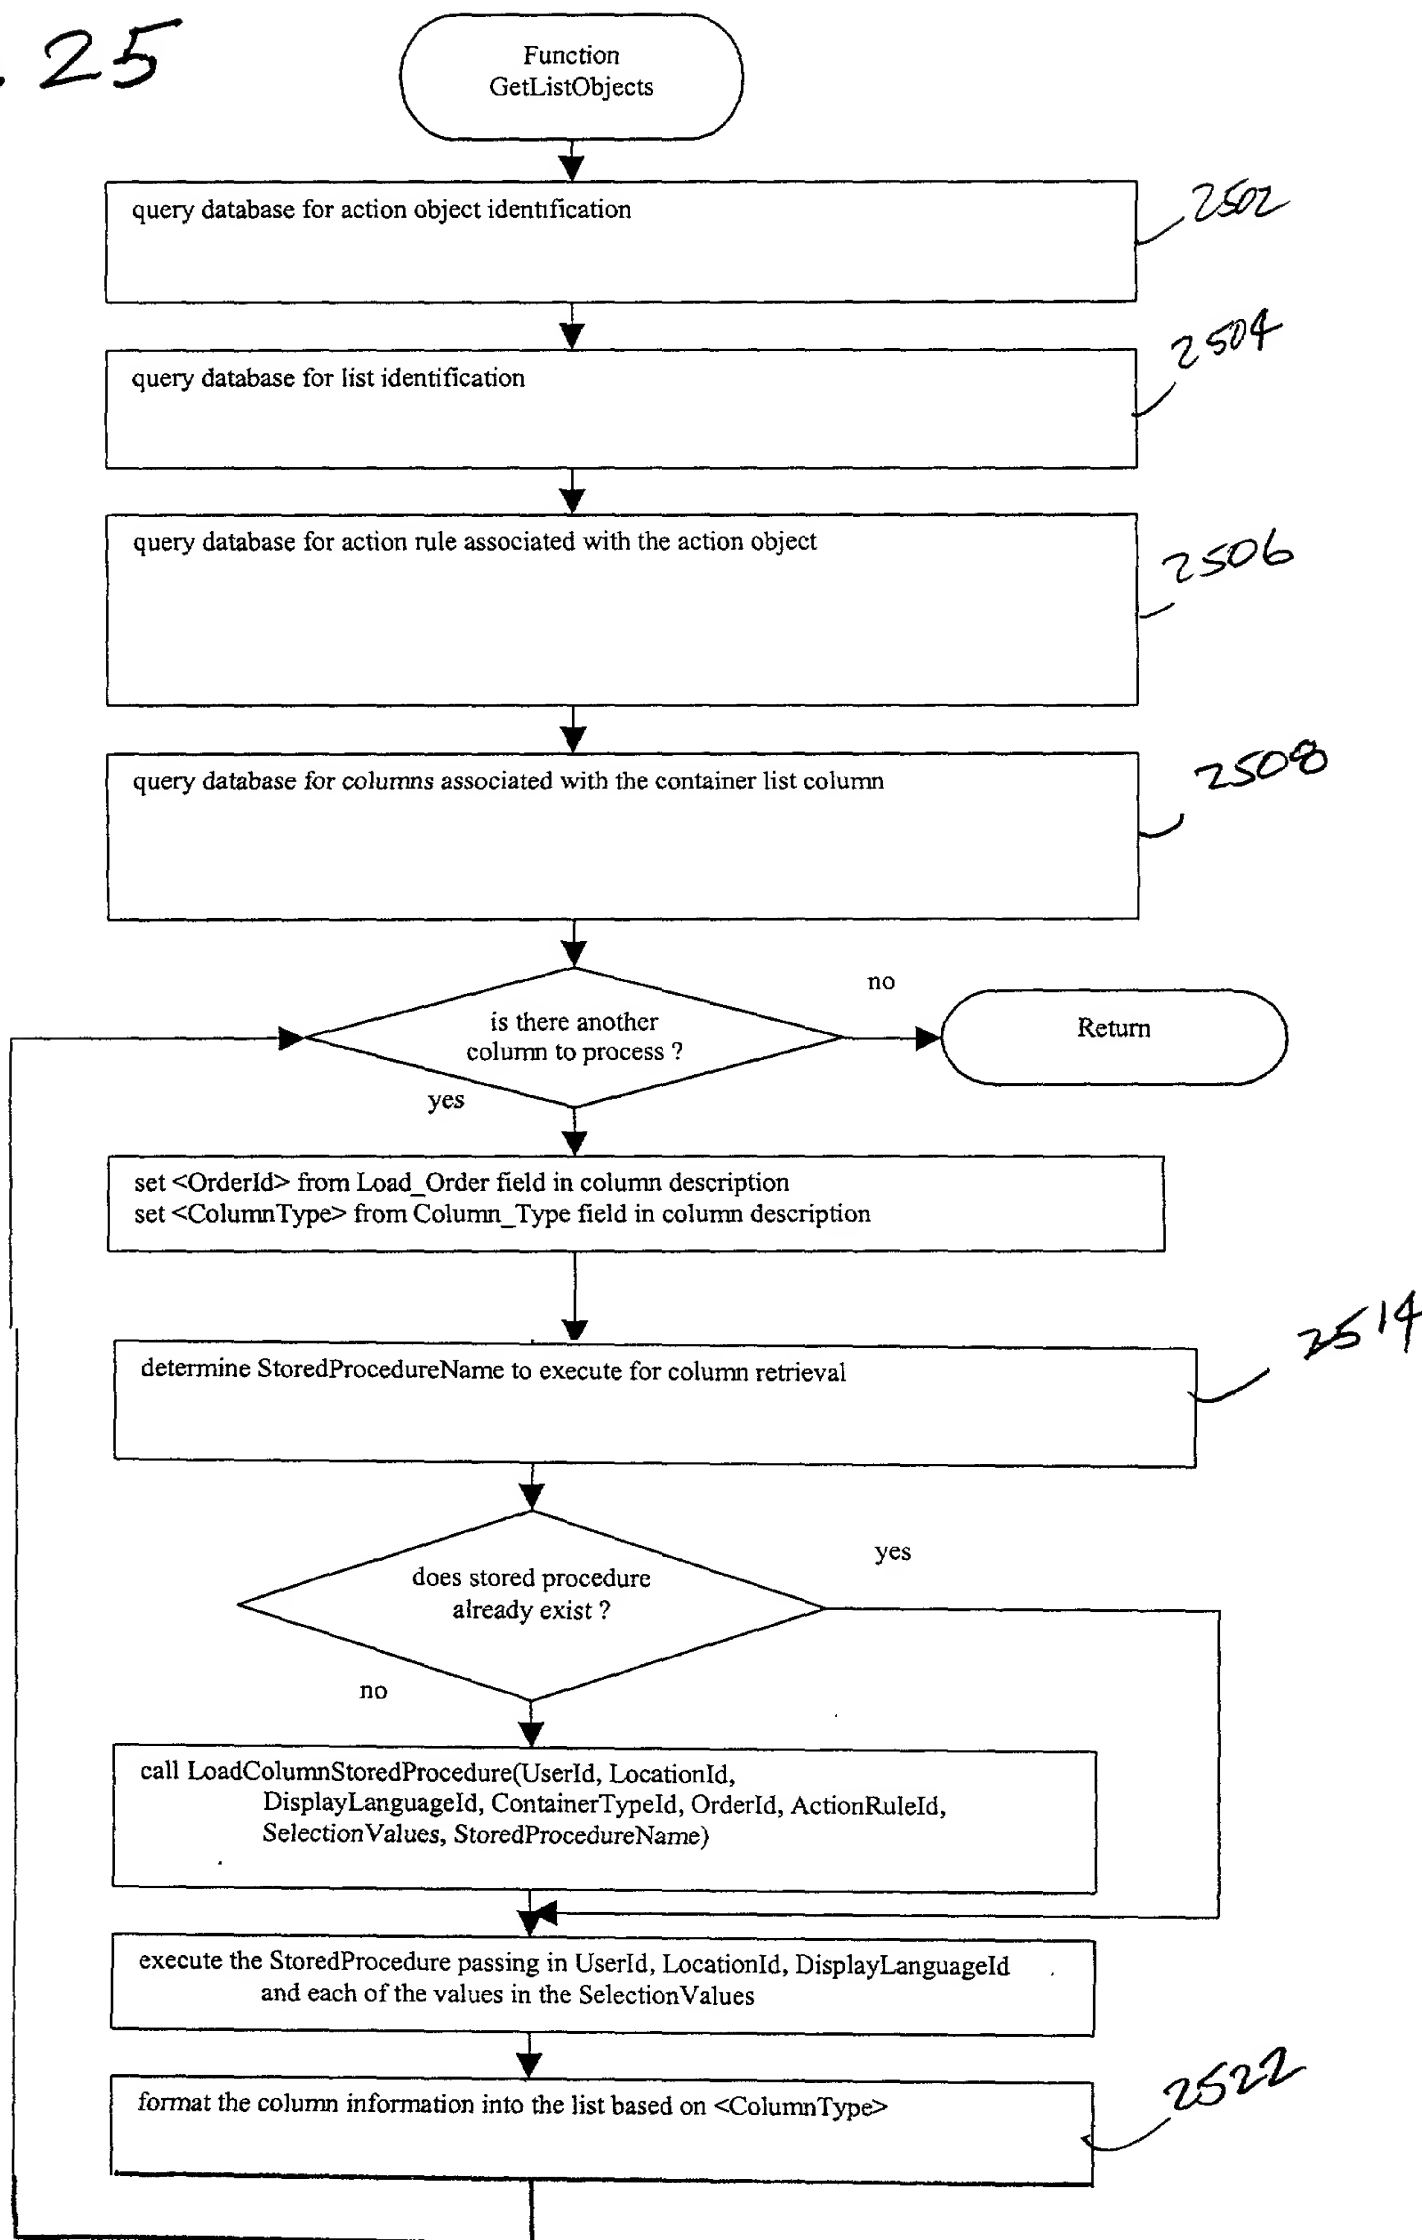 . 25
Function
GetListObjects
query database for action object identification
2502
query database for list identification
2504
query database for action rule associated with the action object
2506
query database for columns associated with the container list column
2508
no
is there another
column to process ?
Return
yes
set <OrderId> from Load_Order field in column description
set <ColumnType> from Column_Type field in column description
2514
determine StoredProcedureName to execute for column retrieval
yes
does stored procedure
already exist ?
no
call LoadColumnStoredProcedure(UserId, LocationId,
DisplayLanguageId, ContainerTypeId, OrderId, ActionRuleId,
SelectionValues, StoredProcedureName)
execute the StoredProcedure passing in UserId, LocationId, DisplayLanguageId
and each of the values in the SelectionValues
2522
format the column information into the list based on <ColumnType>